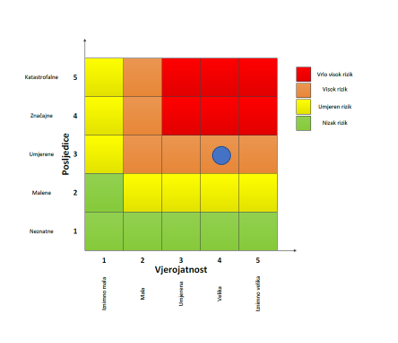 Katastrofalne 5
Značajne 4
Umjerene 3
Malene 2
Neznatne 1
Posljedice
1 2 3 4 5
Vjerojatnost
Iznimno mala
Mala
Umjerena
Velika
Iznimno velika
Vrlo visok rizik
Visok rizik
Umjeren rizik
Nizak rizik